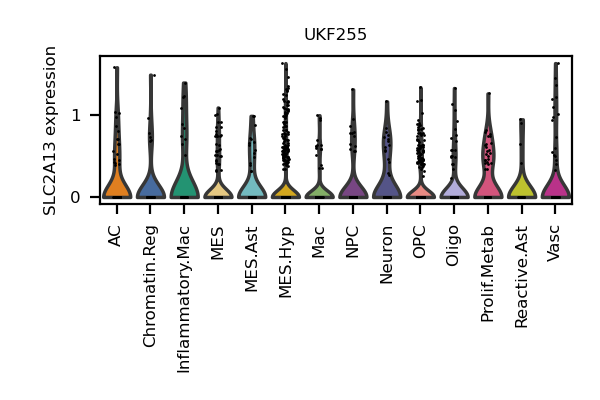 UKF255
SLC2A13 expression
1
0
AC
Chromatin.Reg
Inflammatory.Mac
MES
MES.Ast
MES.Hyp
Mac
NPC
Neuron
OPC
Oligo
Prolif.Metab
Reactive.Ast
Vasc